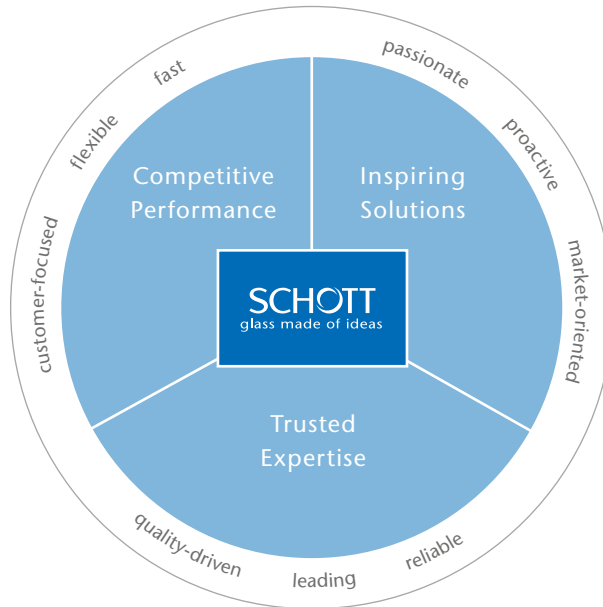 fast
flexible
customer-focused
passionate
proactive
market-oriented
Competitive
Performance
Inspiring
Solutions
SCHOTT
glass made of ideas
Trusted
Expertise
quality-driven
leading
reliable